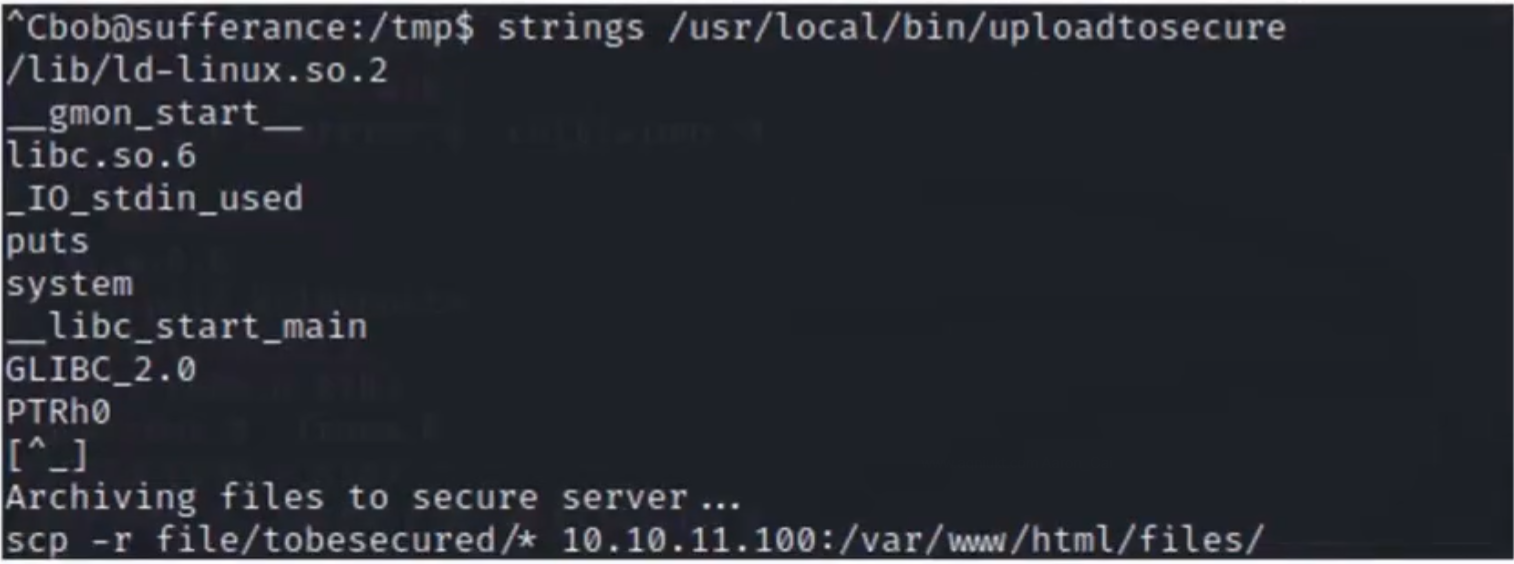 ^Cbob@sufferance:/tmp$ strings /usr/local/bin/uploadtosecure
/lib/ld-linux.so.2
__gmon_start__
libc.so.6
_IO_stdin_used
puts
system
__libc_start_main
GLIBC_2.0
PTRh0
[^_]
Archiving files to secure server...
scp -r file/tobesecured/* 10.10.11.100:/var/www/html/files/